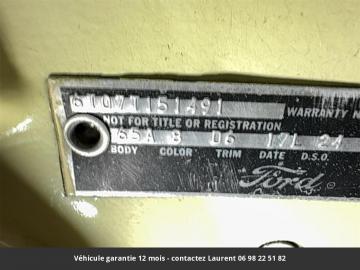 6T07T151491
WARRANTY N
NOT FOR TITLE OR REGISTRATION
65A 8 06 17L 24
BODY COLOR TRIM DATE D.S.O.
Ford ®
Véhicule garantie 12 mois - contactez Laurent 06 98 22 51 82